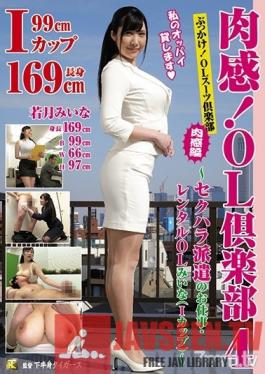 I 99cm
カップ
169cm 長身
若月みいな
身長169cm
B 99cm
W 66cm
H 97cm
私のオッパイ
貸します♥
ぶっかけ！OLスーツ倶楽部
肉感編
肉感！OL倶楽部 4
～セクハラ派遣のお仕事・
レンタルOLみいな（Iカップ）～
JAVSEEN.TV
FREE JAV LIBRARY
監督 下半身タイガース